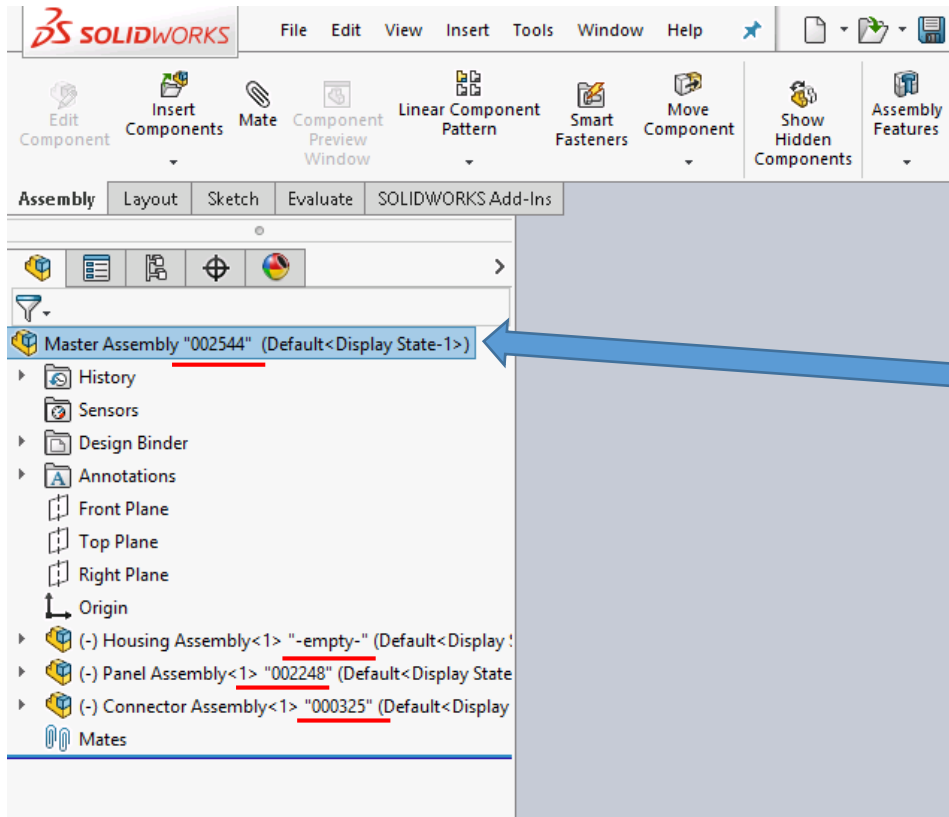 SOLIDWORKS File Edit View Insert Tools Window Help
Edit Component
Insert Components
Mate
Component Preview Window
Linear Component Pattern
Smart Fasteners
Move Component
Show Hidden Components
Assembly Features
Assembly Layout Sketch Evaluate SOLIDWORKS Add-Ins
Master Assembly "002544" (Default<Display State-1>)
History
Sensors
Design Binder
Annotations
Front Plane
Top Plane
Right Plane
Origin
(-) Housing Assembly<1> "-empty-" (Default<Display
(-) Panel Assembly<1> "002248" (Default<Display State
(-) Connector Assembly<1> "000325" (Default<Display
Mates